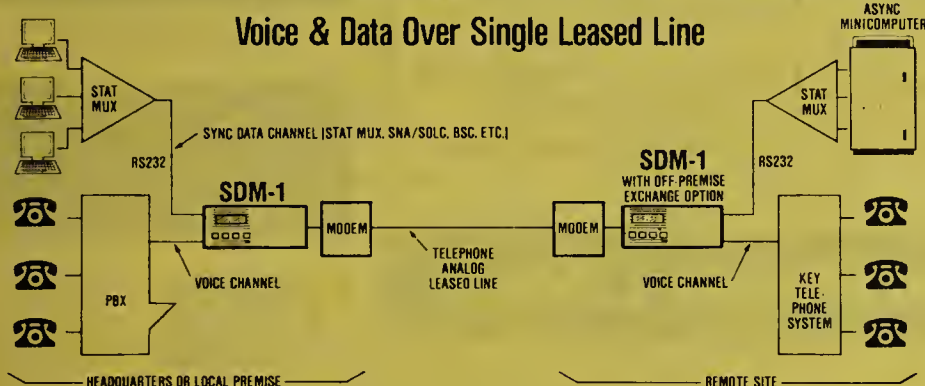 Voice & Data Over Single Leased Line
ASYNC
MINICOMPUTER
STAT
MUX
STAT
MUX
SYNC DATA CHANNEL (STAT MUX, SNA/SDLC, BSC, ETC.)
RS232
RS232
SDM-1
SDM-1
WITH OFF-PREMISE
EXCHANGE OPTION
MODEM
MODEM
TELEPHONE
ANALOG
LEASED LINE
VOICE CHANNEL
VOICE CHANNEL
PBX
KEY
TELE-
PHONE
SYSTEM
HEADQUARTERS OR LOCAL PREMISE
REMOTE SITE